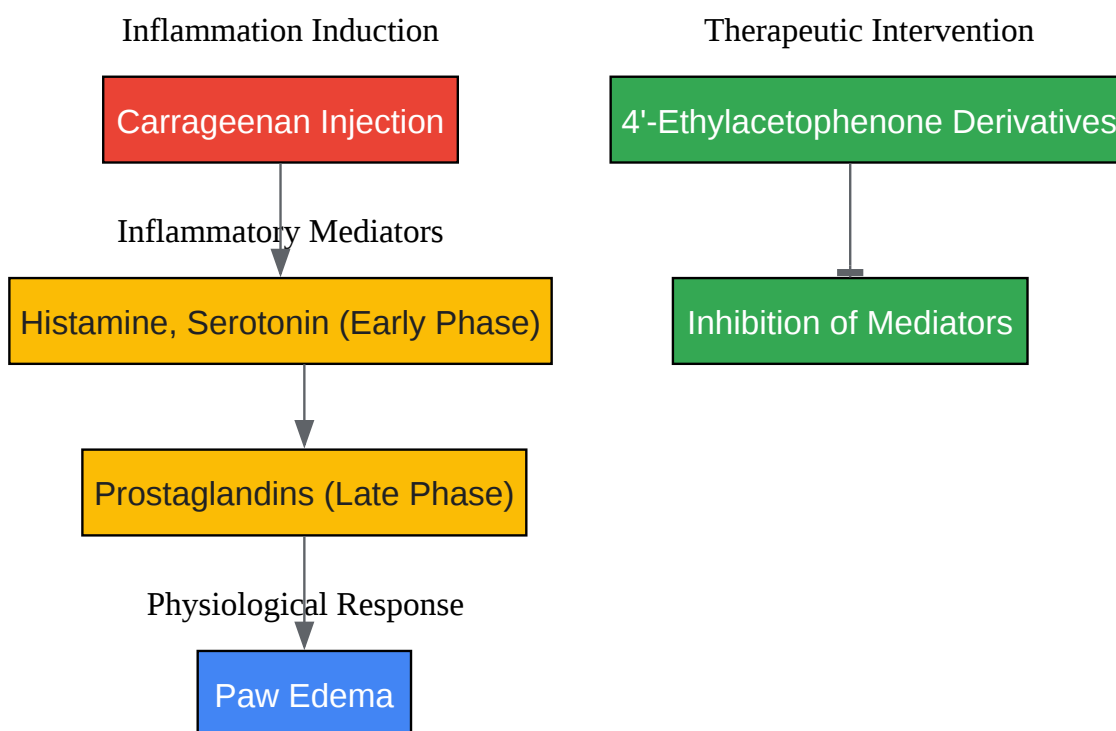 Inflammation Induction
Carrageenan Injection
Inflammatory Mediators
Histamine, Serotonin (Early Phase)
Prostaglandins (Late Phase)
Physiological Response
Paw Edema
Therapeutic Intervention
4'-Ethylacetophenone Derivatives
Inhibition of Mediators